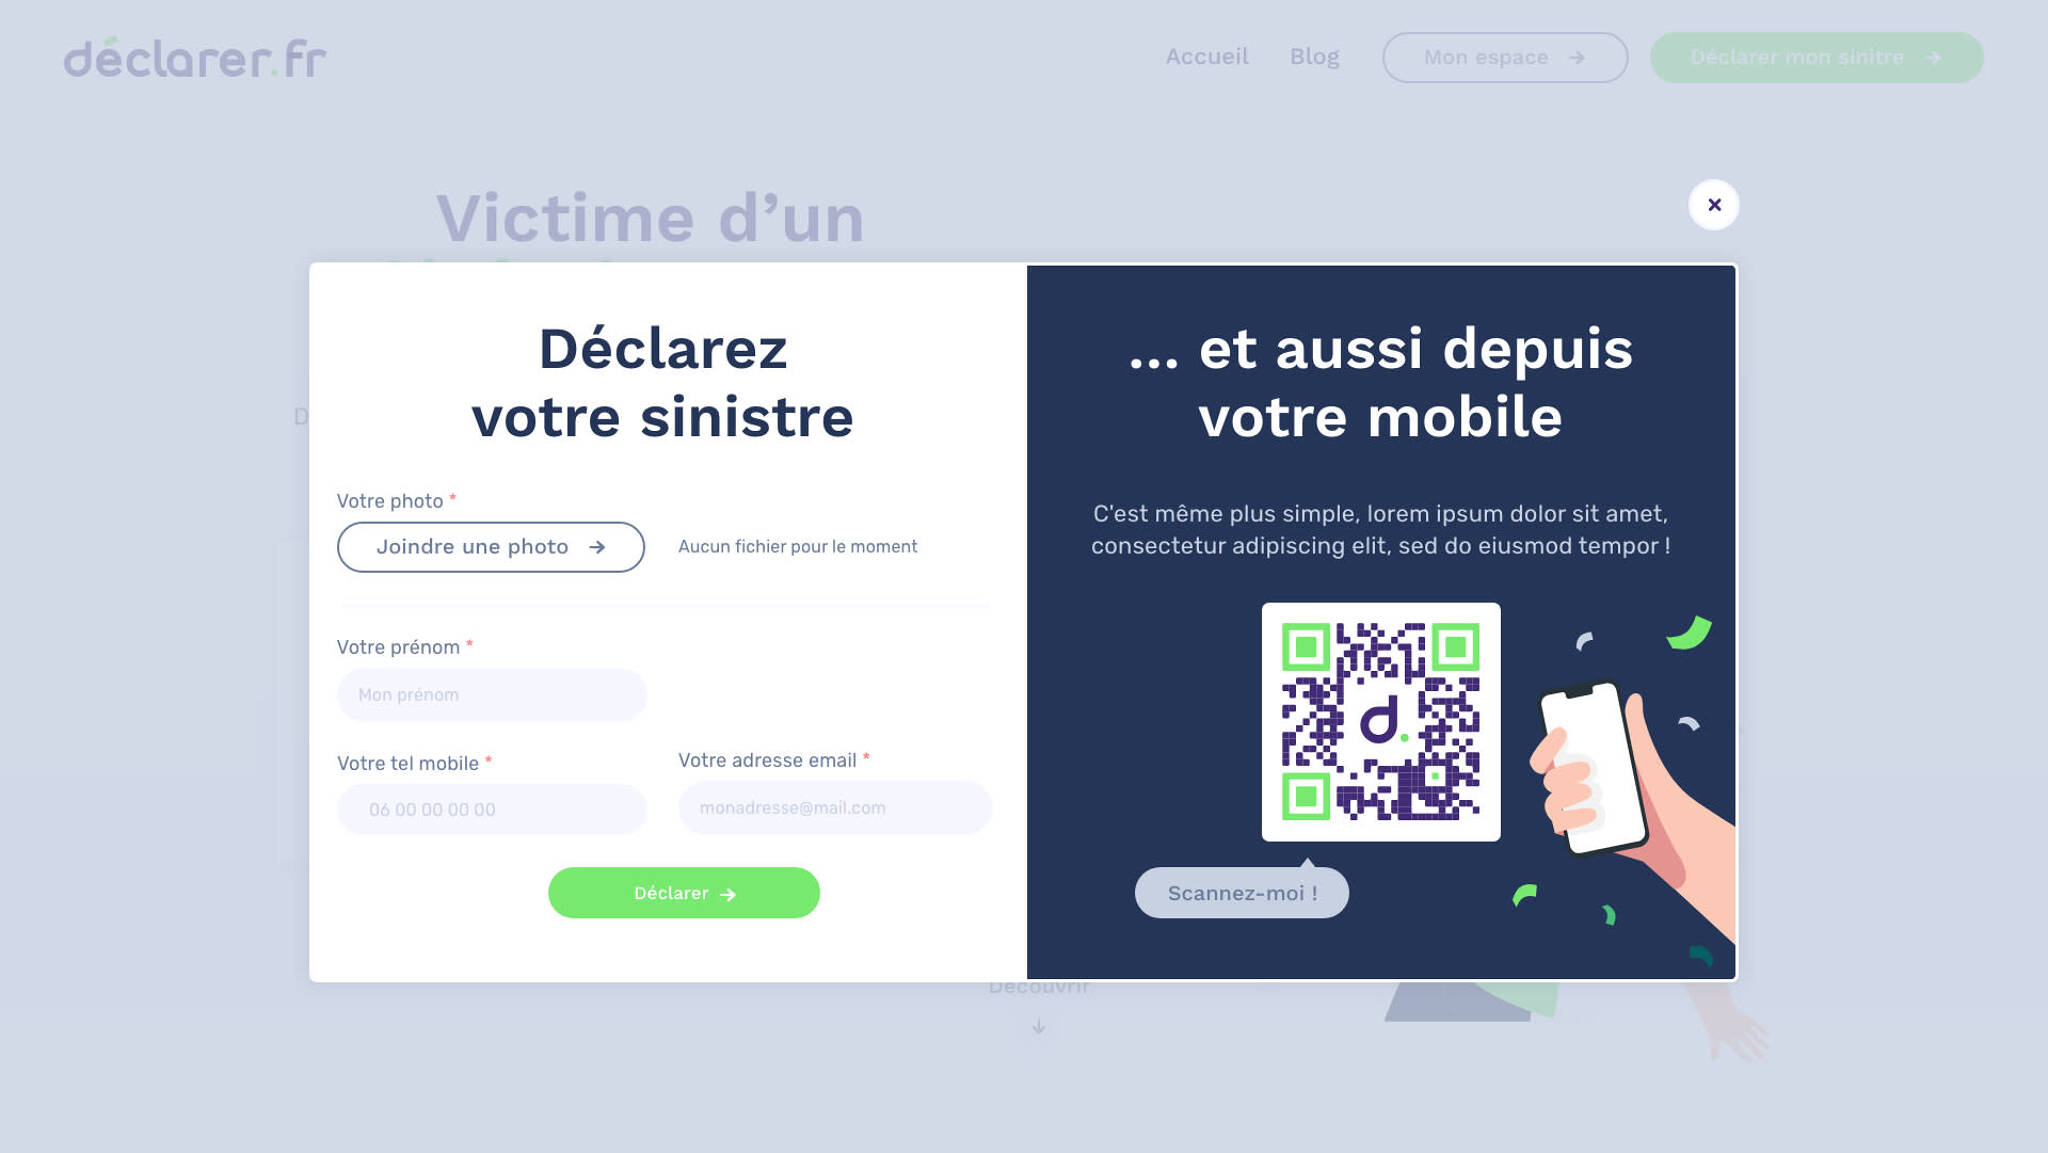 déclarer.fr
Accueil
Blog
Mon espace
Déclarer mon sinitre
Victime d’un
D
Déclarez
votre sinistre
Votre photo *
Joindre une photo
Aucun fichier pour le moment
Votre prénom *
Mon prénom
Votre tel mobile *
06 00 00 00 00
Votre adresse email *
monadresse@mail.com
Déclarer
... et aussi depuis
votre mobile
C'est même plus simple, lorem ipsum dolor sit amet,
consectetur adipiscing elit, sed do eiusmod tempor !
d.
Scannez-moi !
Découvrir